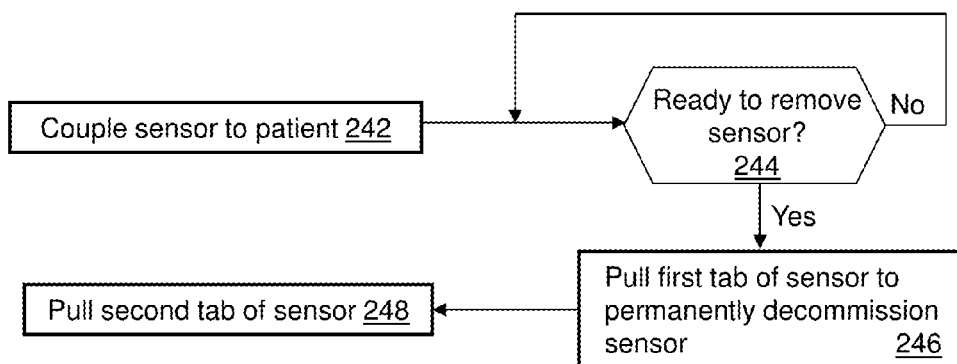 Couple sensor to patient 242
Ready to remove
sensor?
244
No
Yes
Pull first tab of sensor to
permanently decommission
sensor 246
Pull second tab of sensor 248